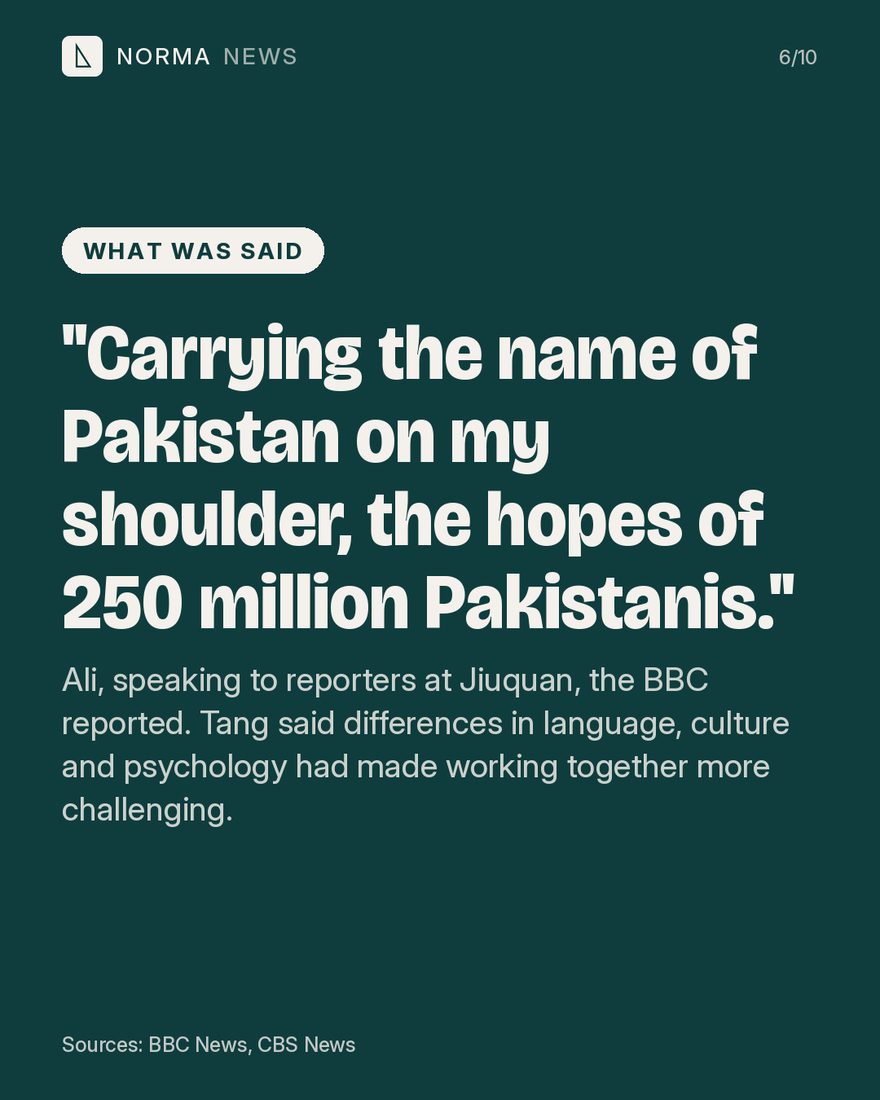 NORMA NEWS
6/10
WHAT WAS SAID
"Carrying the name of
Pakistan on my
shoulder, the hopes of
250 million Pakistanis."
Ali, speaking to reporters at Jiuquan, the BBC
reported. Tang said differences in language, culture
and psychology had made working together more
challenging.
Sources: BBC News, CBS News